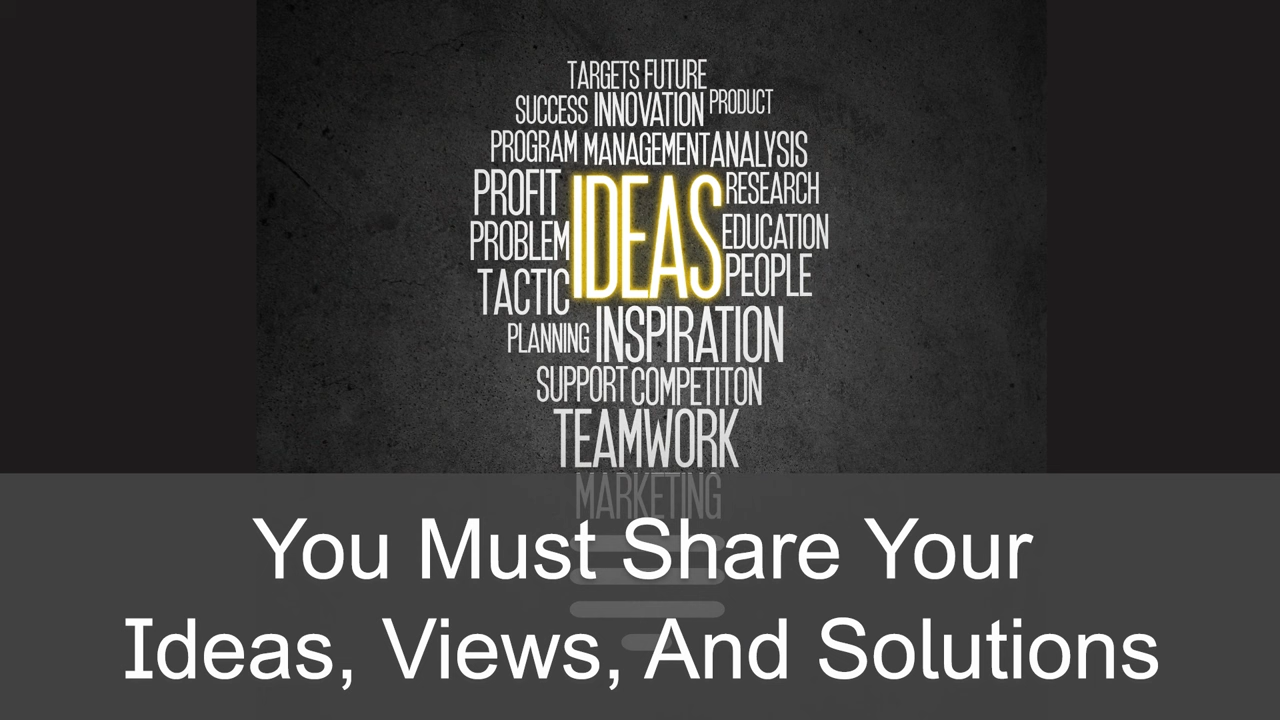 TARGETS FUTURE
SUCCESS INNOVATION PRODUCT
PROGRAM MANAGEMENT ANALYSIS
PROFIT IDEAS RESEARCH
PROBLEM EDUCATION
TACTIC PEOPLE
PLANNING INSPIRATION
SUPPORT COMPETITON
TEAMWORK
MARKETING
You Must Share Your
Ideas, Views, And Solutions